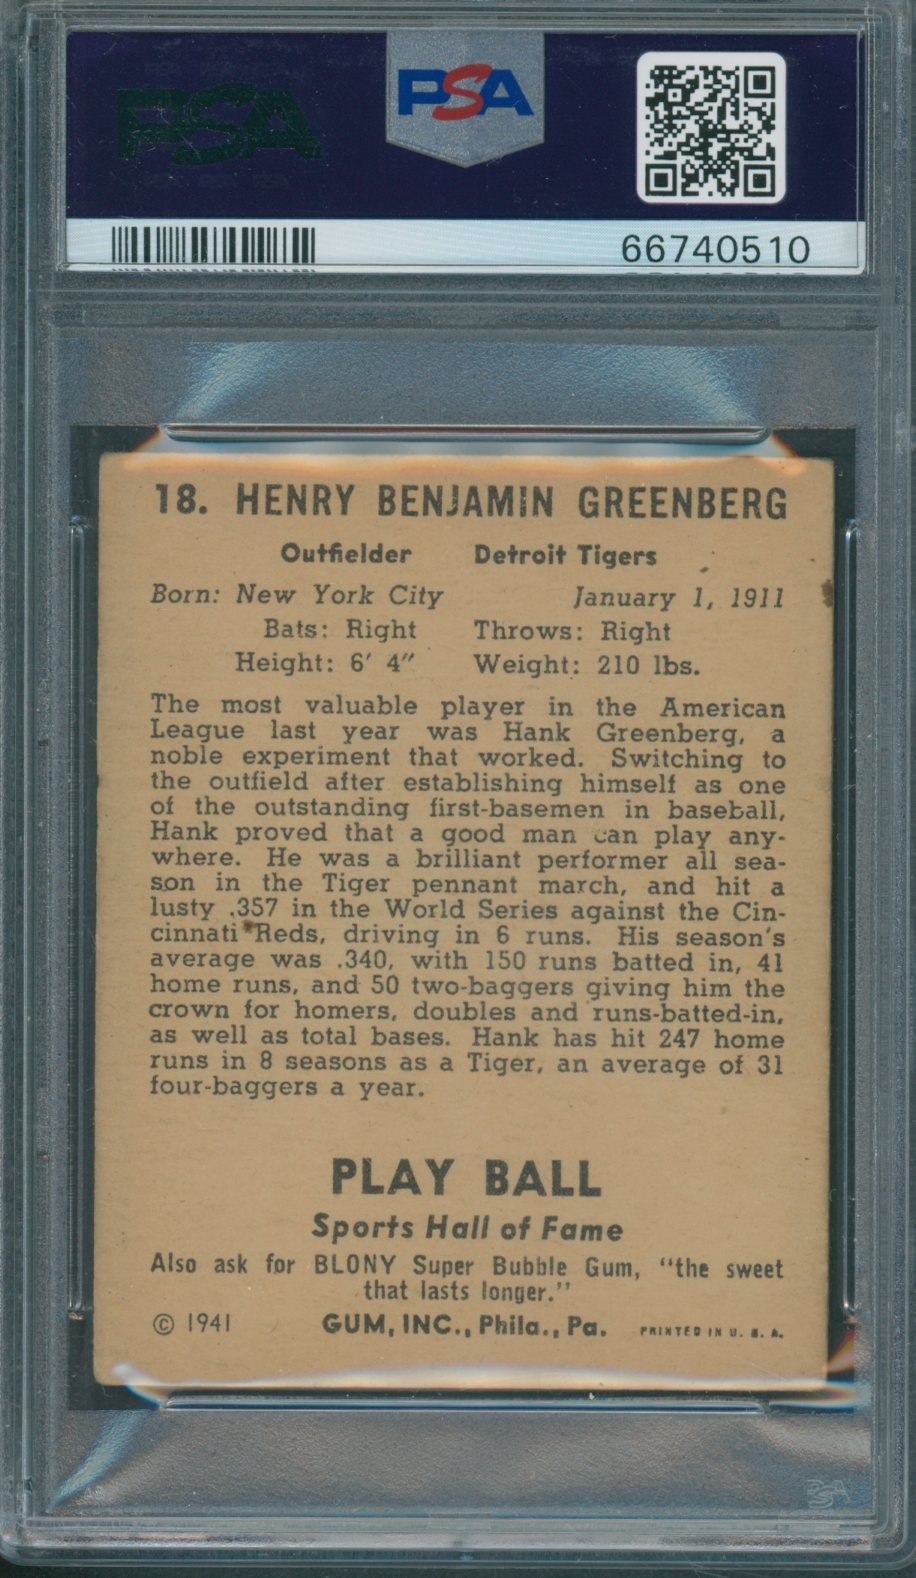 PSA
PSA
66740510
18. HENRY BENJAMIN GREENBERG
Outfielder Detroit Tigers
Born: New York City January 1, 1911
Bats: Right Throws: Right
Height: 6' 4" Weight: 210 lbs.
The most valuable player in the American
League last year was Hank Greenberg, a
noble experiment that worked. Switching to
the outfield after establishing himself as one
of the outstanding first-basemen in baseball,
Hank proved that a good man can play any-
where. He was a brilliant performer all sea-
son in the Tiger pennant march, and hit a
lusty .357 in the World Series against the Cin-
cinnati Reds, driving in 6 runs. His season's
average was .340, with 150 runs batted in, 41
home runs, and 50 two-baggers giving him the
crown for homers, doubles and runs-batted-in,
as well as total bases. Hank has hit 247 home
runs in 8 seasons as a Tiger, an average of 31
four-baggers a year.
PLAY BALL
Sports Hall of Fame
Also ask for BLONY Super Bubble Gum, "the sweet
that lasts longer."
© 1941 GUM, INC., Phila., Pa. PRINTED IN U. S. A.
PSA